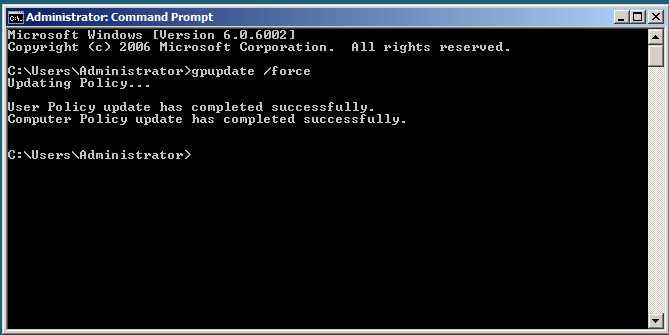 Administrator: Command Prompt
Microsoft Windows [Version 6.0.6002]
Copyright (c) 2006 Microsoft Corporation.  All rights reserved.
C:\Users\Administrator>gpupdate /force
Updating Policy...
User Policy update has completed successfully.
Computer Policy update has completed successfully.
C:\Users\Administrator>